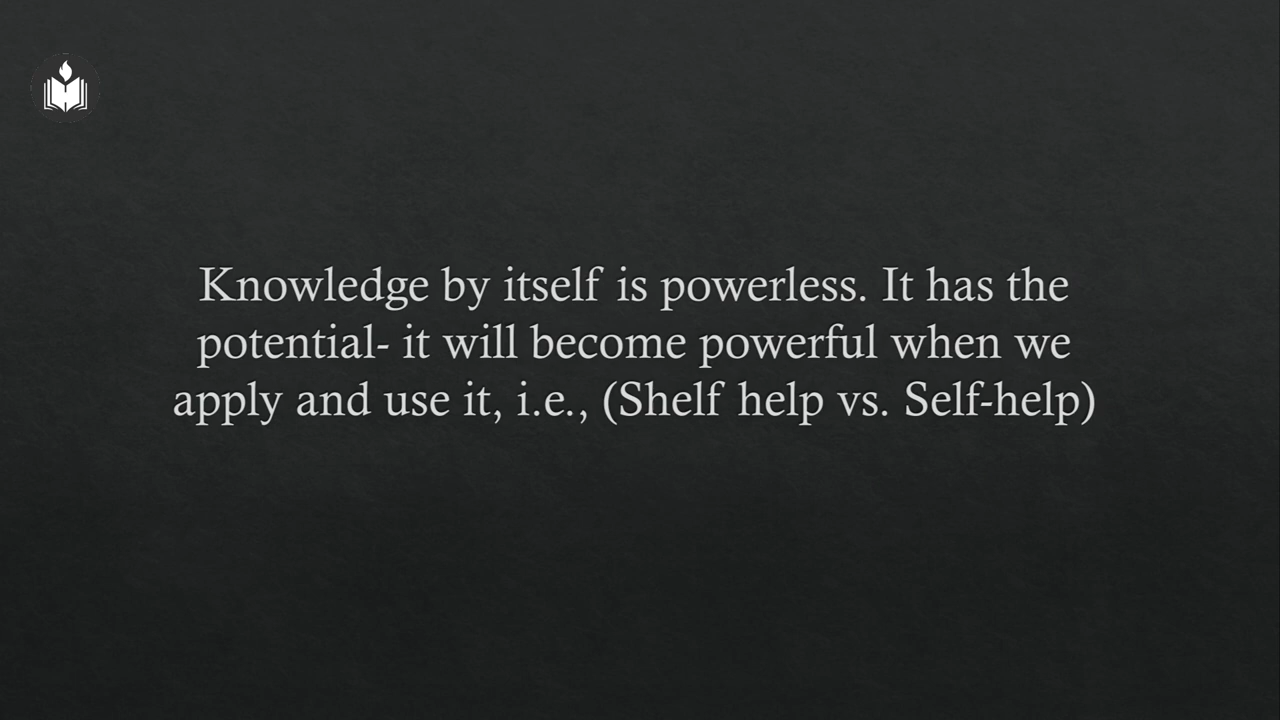 Knowledge by itself is powerless. It has the
potential- it will become powerful when we
apply and use it, i.e., (Shelf help vs. Self-help)